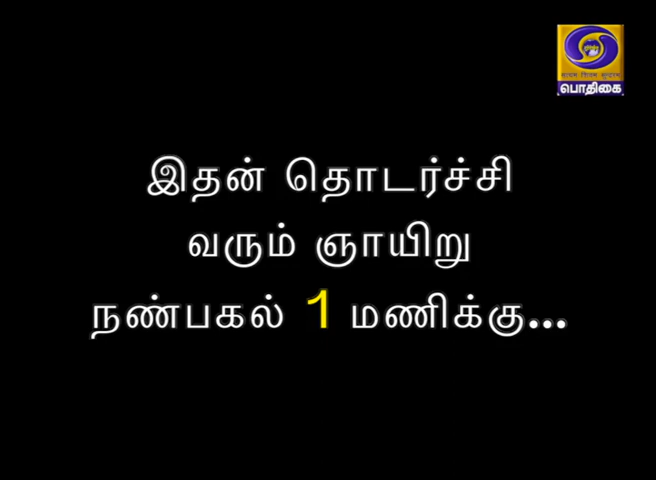 பொதிகை
இதன் தொடர்ச்சி
வரும் ஞாயிறு
நண்பகல் 1 மணிக்கு...